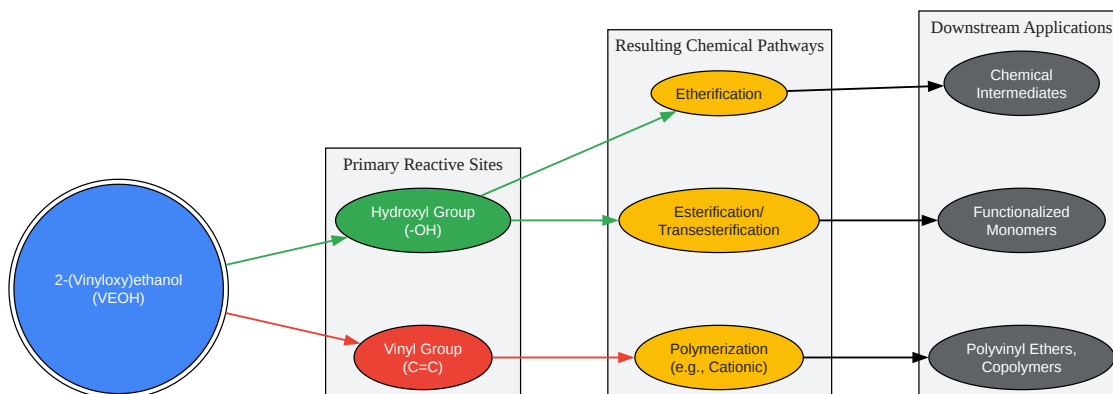 2-(Vinyloxy)ethanol
(VEOH)
Primary Reactive Sites
Hydroxyl Group
(-OH)
Vinyl Group
(C=C)
Resulting Chemical Pathways
Etherification
Esterification/
Transesterification
Polymerization
(e.g., Cationic)
Downstream Applications
Chemical
Intermediates
Functionalized
Monomers
Polyvinyl Ethers,
Copolymers